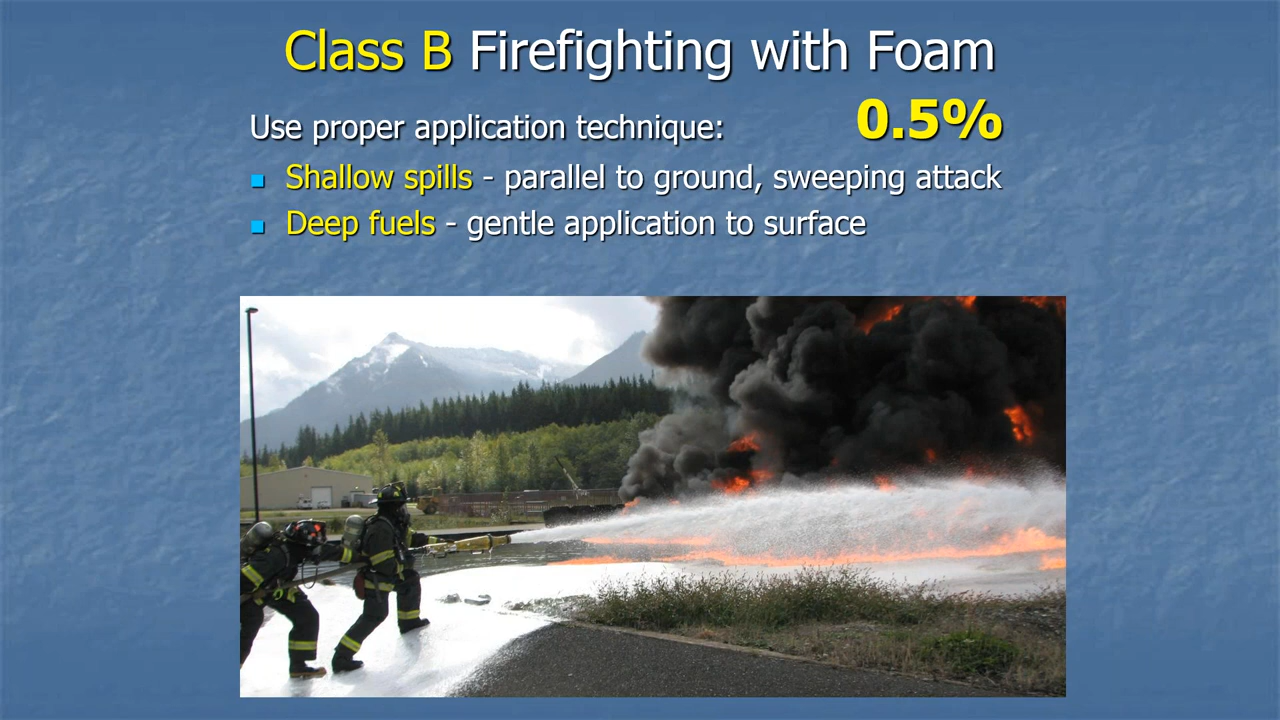 Class B Firefighting with Foam
Use proper application technique: 0.5%
Shallow spills - parallel to ground, sweeping attack
Deep fuels - gentle application to surface